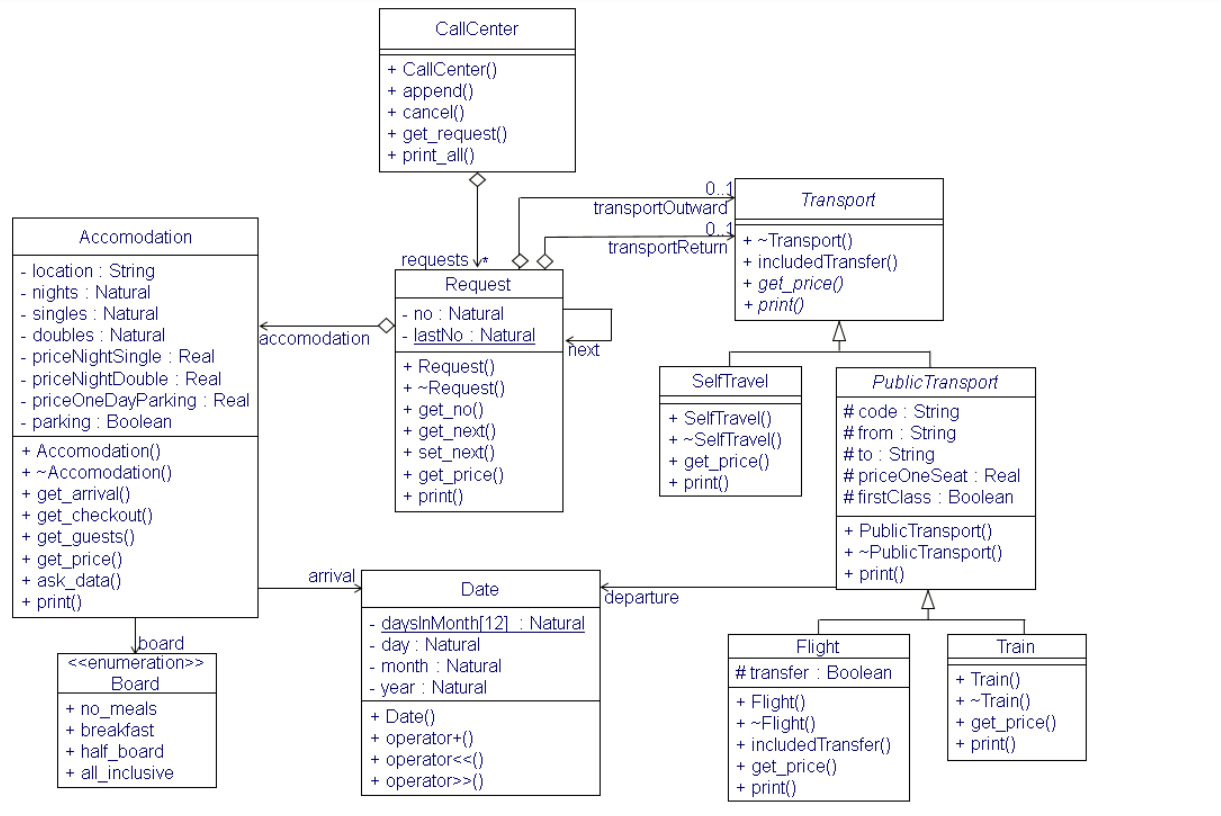 CallCenter
+ CallCenter()
+ append()
+ cancel()
+ get_request()
+ print_all()
requests
*
0..1
transportOutward
0..1
transportReturn
Transport
+ ~Transport()
+ includedTransfer()
+ get_price()
+ print()
Accomodation
- location : String
- nights : Natural
- singles : Natural
- doubles : Natural
- priceNightSingle : Real
- priceNightDouble : Real
- priceOneDayParking : Real
- parking : Boolean
+ Accomodation()
+ ~Accomodation()
+ get_arrival()
+ get_checkout()
+ get_guests()
+ get_price()
+ ask_data()
+ print()
accomodation
Request
- no : Natural
- lastNo : Natural
+ Request()
+ ~Request()
+ get_no()
+ get_next()
+ set_next()
+ get_price()
+ print()
next
SelfTravel
+ SelfTravel()
+ ~SelfTravel()
+ get_price()
+ print()
PublicTransport
# code : String
# from : String
# to : String
# priceOneSeat : Real
# firstClass : Boolean
+ PublicTransport()
+ ~PublicTransport()
+ print()
arrival
departure
board
<<enumeration>>
Board
+ no_meals
+ breakfast
+ half_board
+ all_inclusive
Date
- daysInMonth[12] : Natural
- day : Natural
- month : Natural
- year : Natural
+ Date()
+ operator+()
+ operator<<()
+ operator>>()
Flight
# transfer : Boolean
+ Flight()
+ ~Flight()
+ includedTransfer()
+ get_price()
+ print()
Train
+ Train()
+ ~Train()
+ get_price()
+ print()